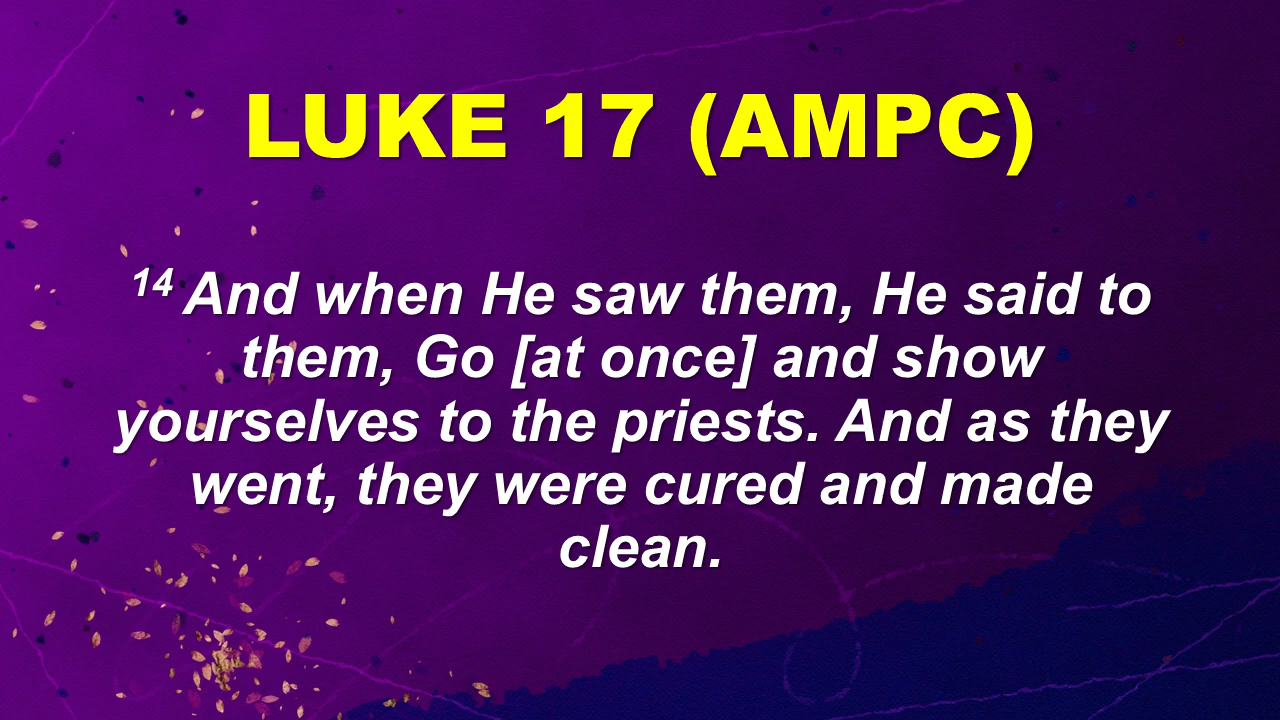 LUKE 17 (AMPC)
14 And when He saw them, He said to
them, Go [at once] and show
yourselves to the priests. And as they
went, they were cured and made
clean.